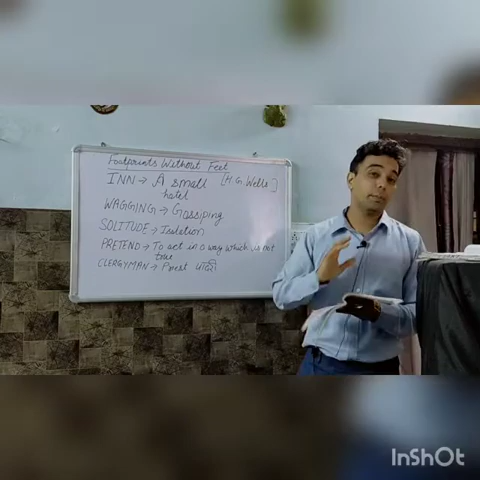 Footprints Without Feet
INN → A small [H.G. Wells]
hotel
WAGGING → Gossiping
SOLITUDE → Isolation
PRETEND → To act in a way which is not
true
CLERGYMAN → Priest पादरी
InShOt